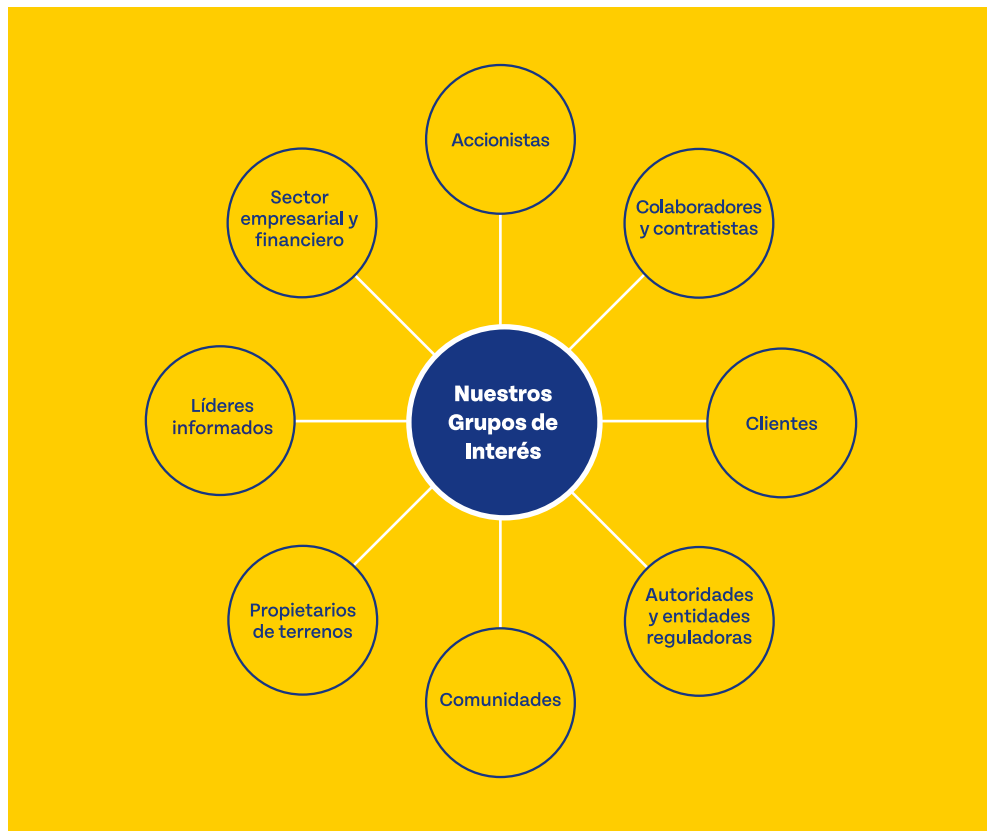 Accionistas
Colaboradores
y contratistas
Clientes
Autoridades
y entidades
reguladoras
Comunidades
Propietarios
de terrenos
Líderes
informados
Sector
empresarial y
financiero
Nuestros
Grupos de
Interés